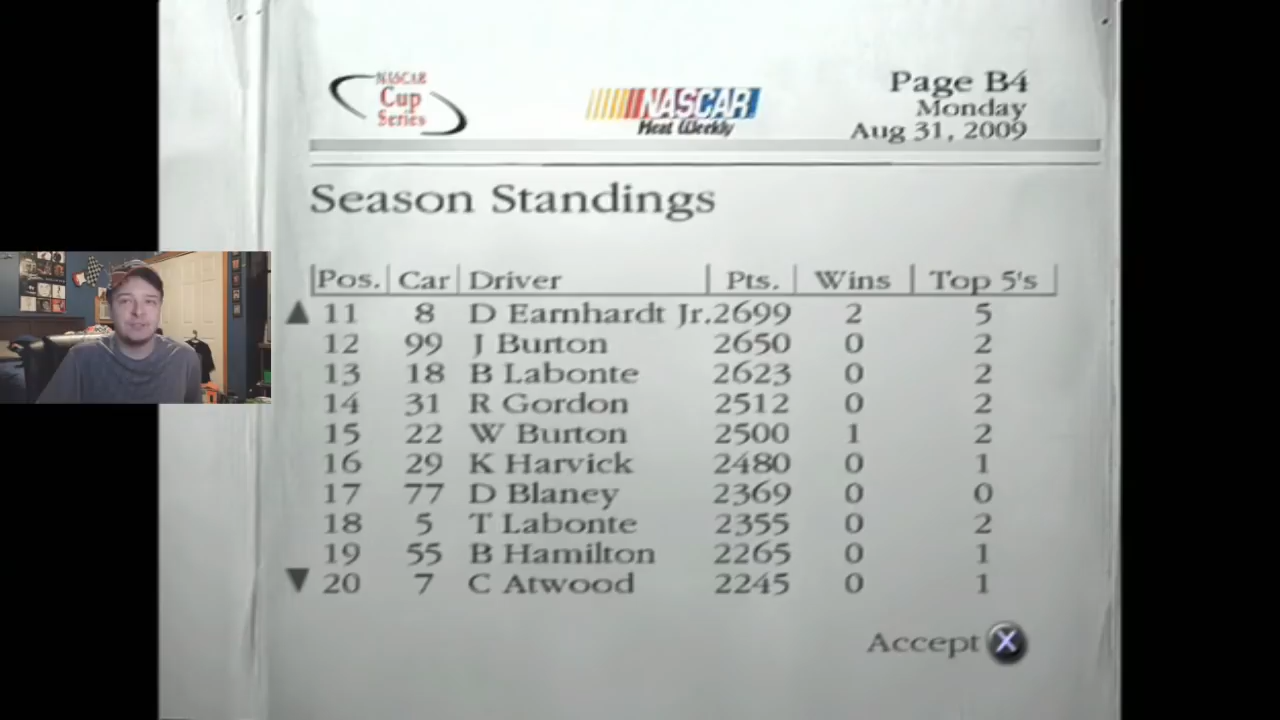 NASCAR
Cup
Series
NASCAR
Heat Weekly
Page B4
Monday
Aug 31, 2009
Season Standings
Pos. Car Driver Pts. Wins Top 5's
11 8 D Earnhardt Jr. 2699 2 5
12 99 J Burton 2650 0 2
13 18 B Labonte 2623 0 2
14 31 R Gordon 2512 0 2
15 22 W Burton 2500 1 2
16 29 K Harvick 2480 0 1
17 77 D Blaney 2369 0 0
18 5 T Labonte 2355 0 2
19 55 B Hamilton 2265 0 1
20 7 C Atwood 2245 0 1
Accept X